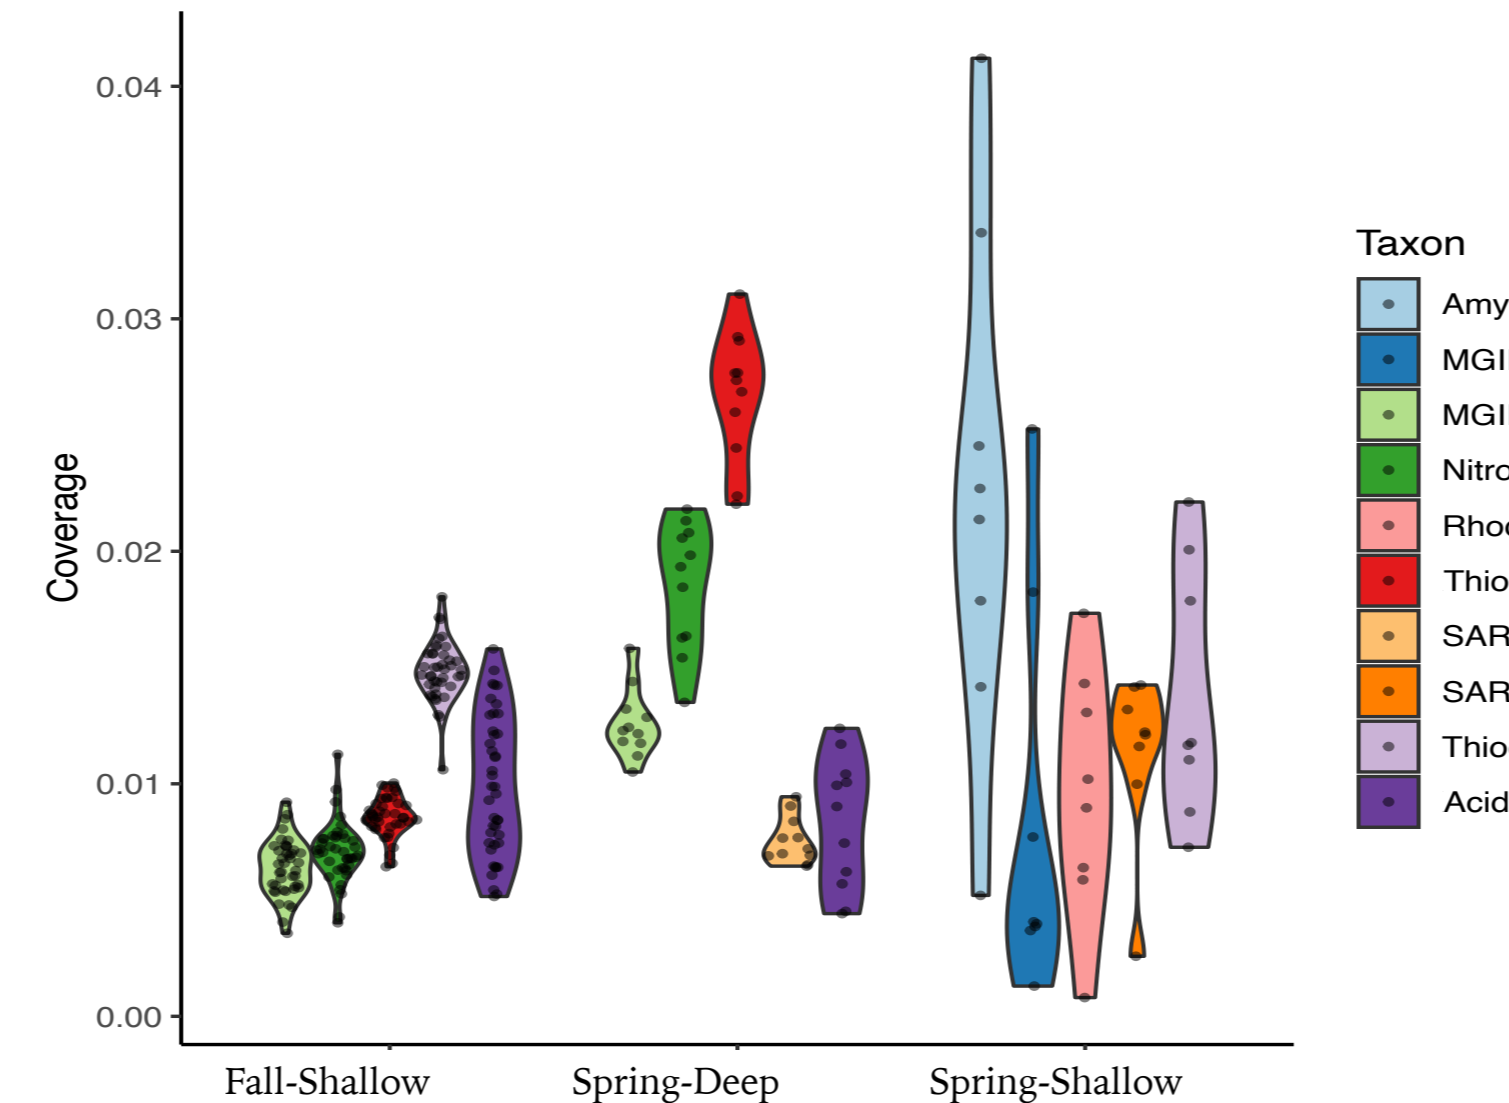 0.04
0.03
0.02
0.01
0.00
Coverage
Fall-Shallow
Spring-Deep
Spring-Shallow
Taxon
Amy
MGI
MGI
Nitro
Rho
Thio
SAR
SAR
Thio
Acid